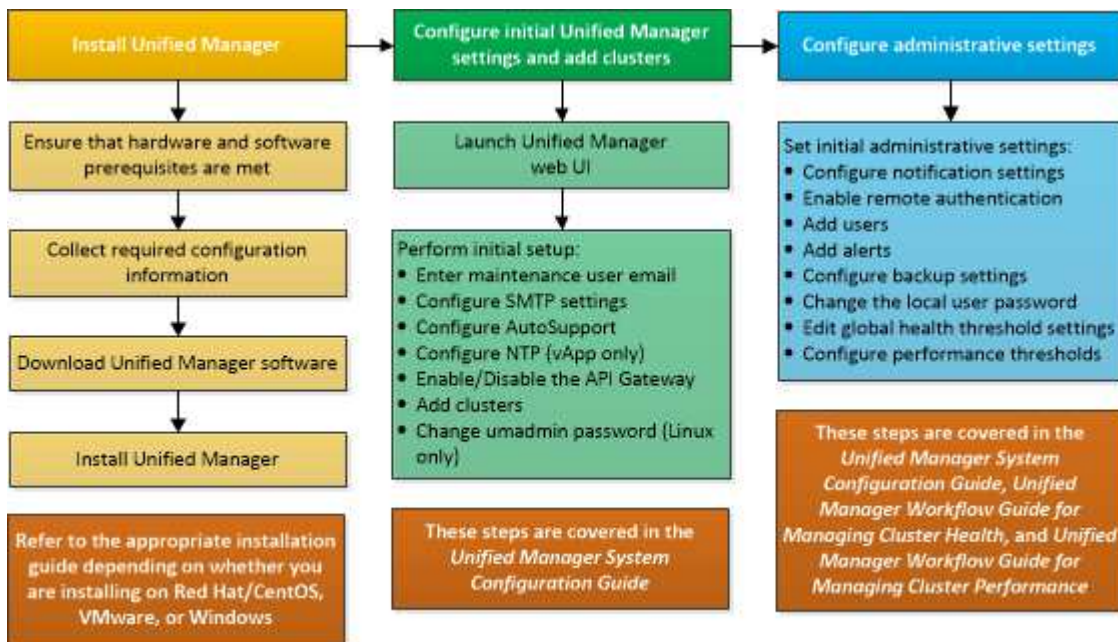 Install Unified Manager
Ensure that hardware and software
prerequisites are met
Collect required configuration
information
Download Unified Manager software
Install Unified Manager
Refer to the appropriate installation
guide depending on whether you
are installing on Red Hat/CentOS,
VMware, or Windows
Configure initial Unified Manager
settings and add clusters
Launch Unified Manager
web UI
Perform initial setup:
• Enter maintenance user email
• Configure SMTP settings
• Configure AutoSupport
• Configure NTP (vApp only)
• Enable/Disable the API Gateway
• Add clusters
• Change umadmin password (Linux
only)
These steps are covered in the
Unified Manager System
Configuration Guide
Configure administrative settings
Set initial administrative settings:
• Configure notification settings
• Enable remote authentication
• Add users
• Add alerts
• Configure backup settings
• Change the local user password
• Edit global health threshold settings
• Configure performance thresholds
These steps are covered in the
Unified Manager System
Configuration Guide, Unified
Manager Workflow Guide for
Managing Cluster Health, and Unified
Manager Workflow Guide for
Managing Cluster Performance